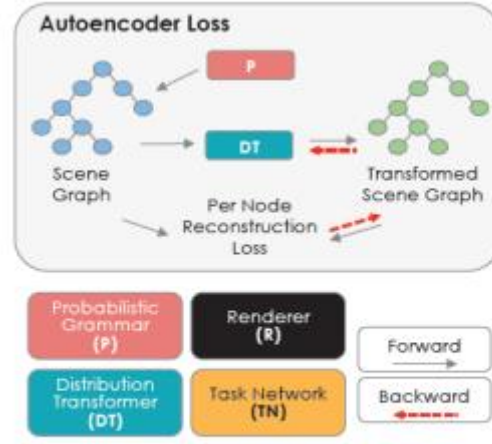 Autoencoder Loss
P
DT
Scene
Graph
Transformed
Scene Graph
Per Node
Reconstruction
Loss
Probabilistic
Grammar
(P)
Renderer
(R)
Distribution
Transformer
(DT)
Task Network
(TN)
Forward
Backward